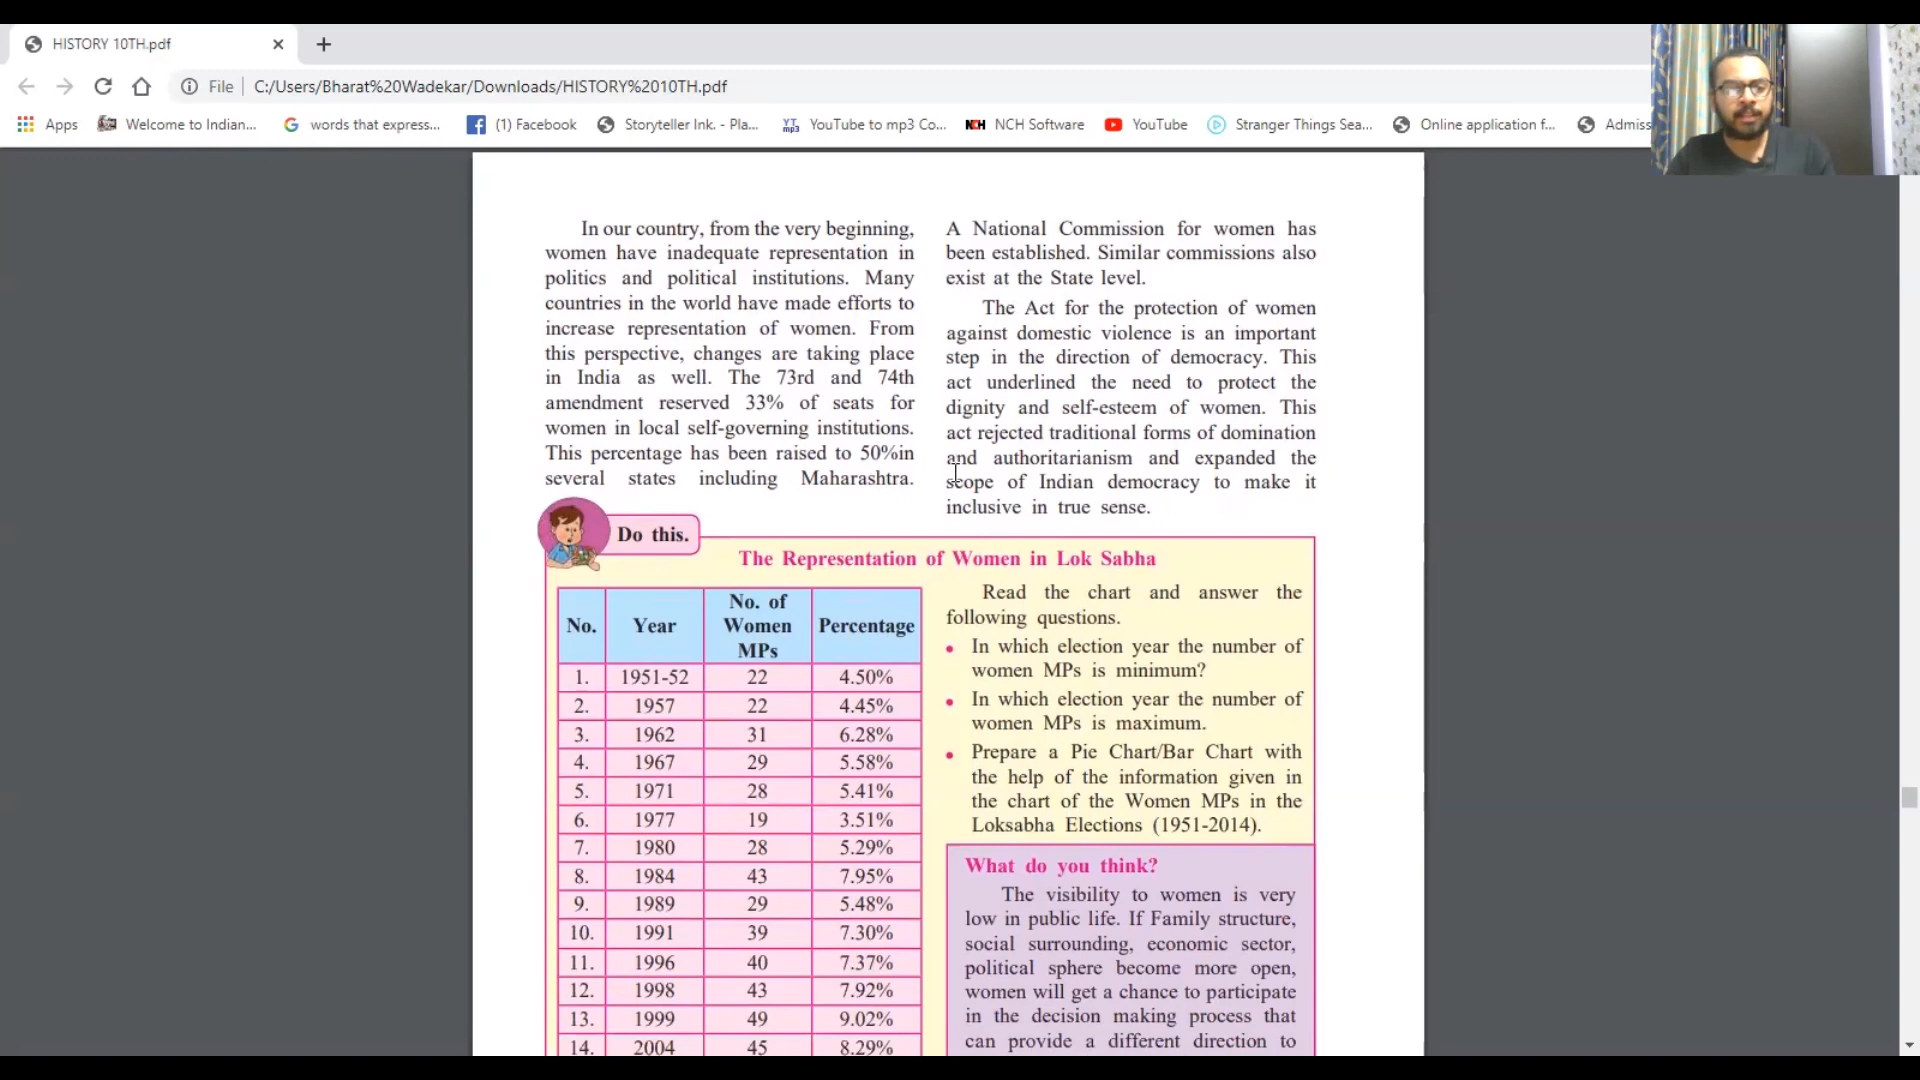 HISTORY 10TH.pdf
File
C:/Users/Bharat%20Wadekar/Downloads/HISTORY%2010TH.pdf
Apps
Welcome to Indian...
words that express...
(1) Facebook
Storyteller Ink. - Pla...
YT mp3
YouTube to mp3 Co...
NCH
NCH Software
YouTube
Stranger Things Sea...
Online application f...
Admiss
In our country, from the very beginning,
women have inadequate representation in
politics and political institutions. Many
countries in the world have made efforts to
increase representation of women. From
this perspective, changes are taking place
in India as well. The 73rd and 74th
amendment reserved 33% of seats for
women in local self-governing institutions.
This percentage has been raised to 50%in
several states including Maharashtra.
A National Commission for women has
been established. Similar commissions also
exist at the State level.
The Act for the protection of women
against domestic violence is an important
step in the direction of democracy. This
act underlined the need to protect the
dignity and self-esteem of women. This
act rejected traditional forms of domination
and authoritarianism and expanded the
scope of Indian democracy to make it
inclusive in true sense.
Do this.
The Representation of Women in Lok Sabha
No. Year No. of Women MPs Percentage
1. 1951-52 22 4.50%
2. 1957 22 4.45%
3. 1962 31 6.28%
4. 1967 29 5.58%
5. 1971 28 5.41%
6. 1977 19 3.51%
7. 1980 28 5.29%
8. 1984 43 7.95%
9. 1989 29 5.48%
10. 1991 39 7.30%
11. 1996 40 7.37%
12. 1998 43 7.92%
13. 1999 49 9.02%
14. 2004 45 8.29%
Read the chart and answer the
following questions.
• In which election year the number of
women MPs is minimum?
• In which election year the number of
women MPs is maximum.
• Prepare a Pie Chart/Bar Chart with
the help of the information given in
the chart of the Women MPs in the
Loksabha Elections (1951-2014).
What do you think?
The visibility to women is very
low in public life. If Family structure,
social surrounding, economic sector,
political sphere become more open,
women will get a chance to participate
in the decision making process that
can provide a different direction to